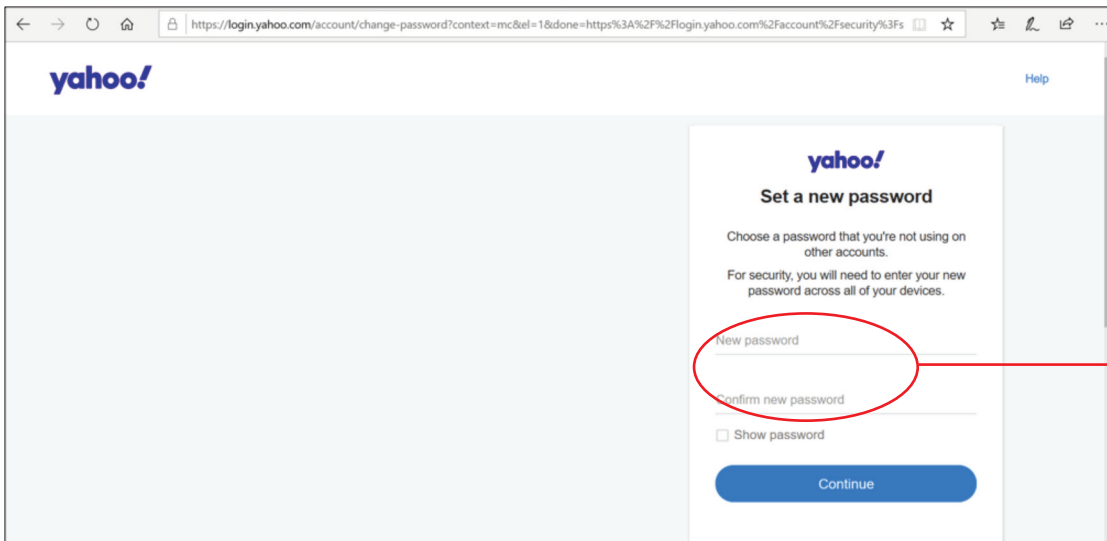 https://login.yahoo.com/account/change-password?context=mc&el=1&done=https%3A%2F%2Flogin.yahoo.com%2Faccount%2Fsecurity%3Fs
yahoo!
Help
yahoo!
Set a new password
Choose a password that you're not using on
other accounts.
For security, you will need to enter your new
password across all of your devices.
New password
Confirm new password
Show password
Continue